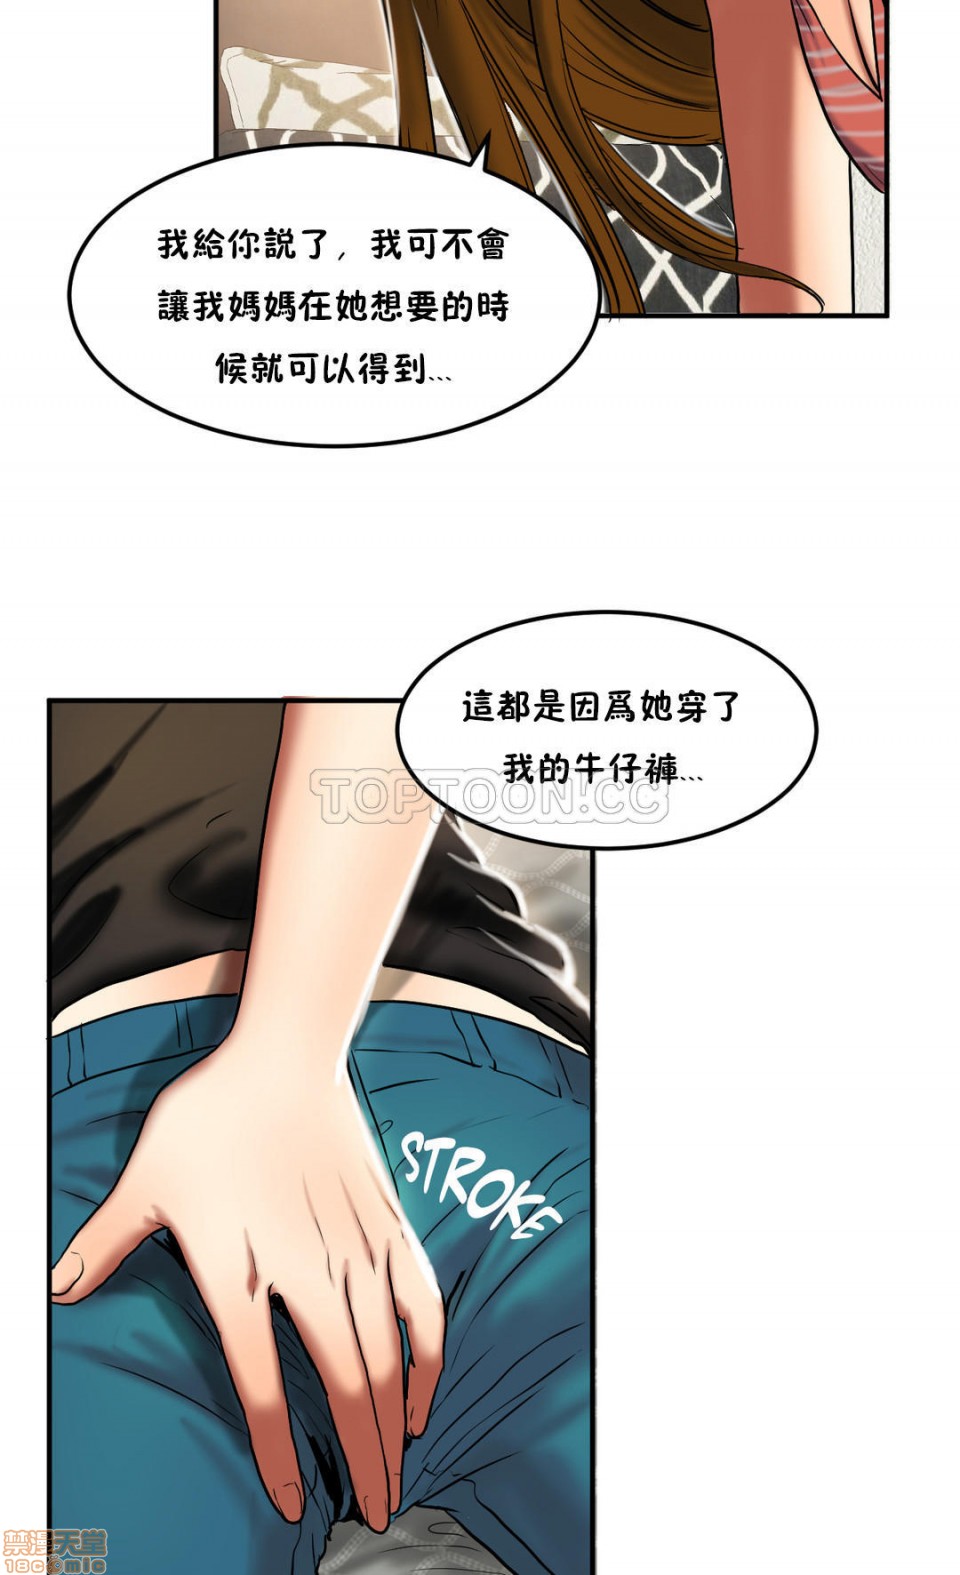 我給你說了，我可不會
讓我媽媽在她想要的時
候就可以得到...
這都是因爲她穿了
我的牛仔褲...
TOPTOON.CC
STROKE
禁漫天堂
18comic